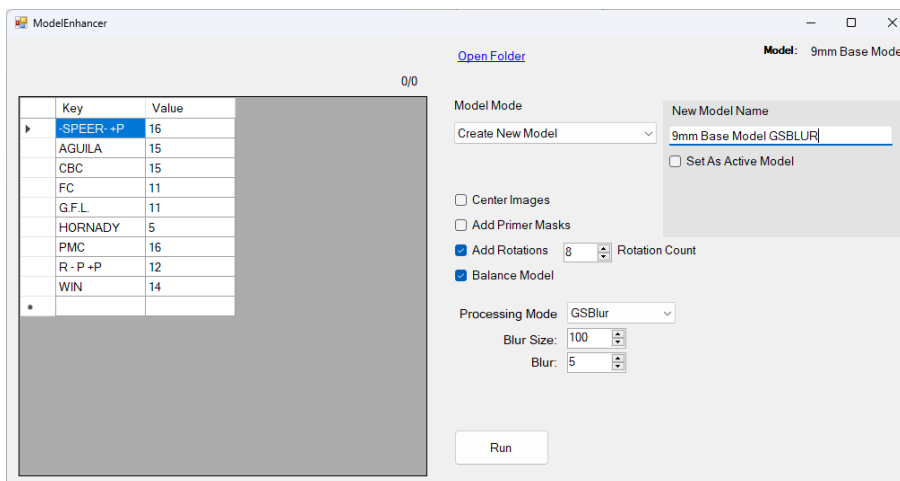 ModelEnhancer
Open Folder
Model: 9mm Base Mode
0/0
Key Value
-SPEER- +P 16
AGUILA 15
CBC 15
FC 11
G.F.L. 11
HORNADY 5
PMC 16
R - P +P 12
WIN 14
Model Mode
Create New Model
New Model Name
9mm Base Model GSBLUR
Set As Active Model
Center Images
Add Primer Masks
Add Rotations 8 Rotation Count
Balance Model
Processing Mode GSBlur
Blur Size: 100
Blur: 5
Run